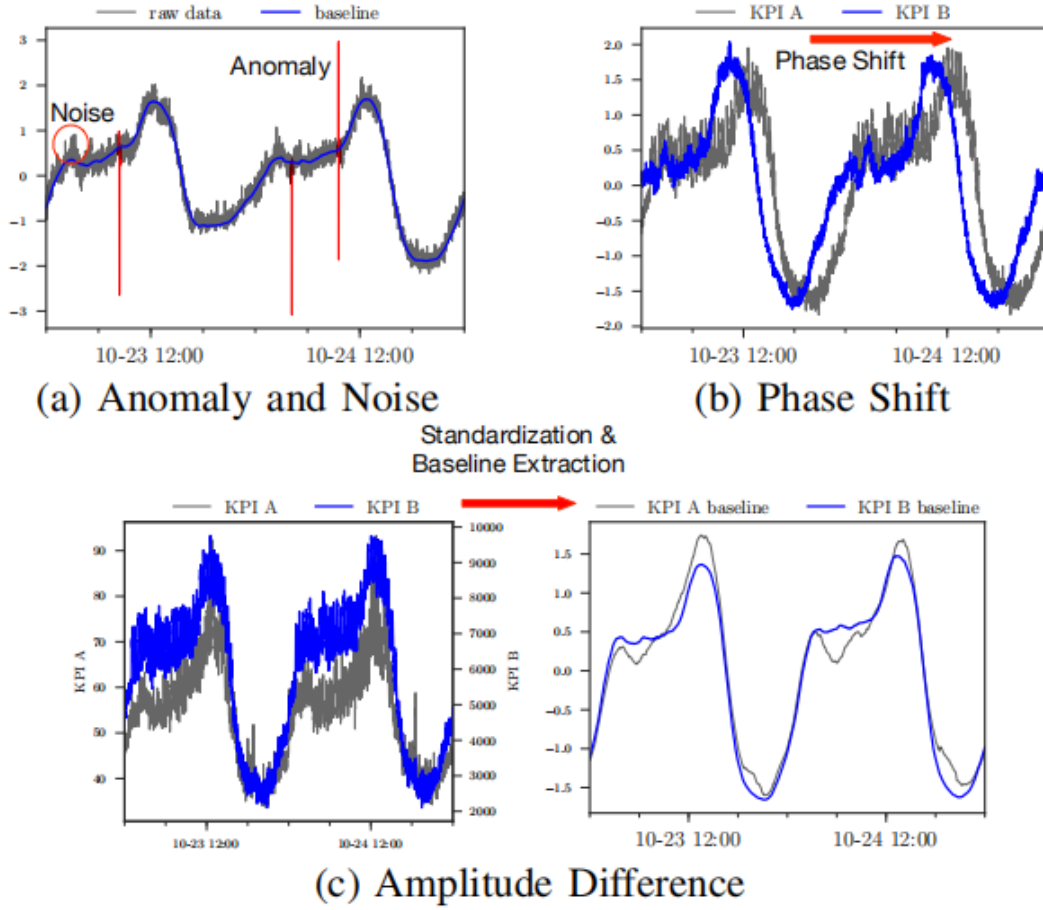 raw data baseline
3
2
1
0
−1
−2
−3
Noise
Anomaly
10-23 12:00 10-24 12:00
(a) Anomaly and Noise
KPI A KPI B
2.0
1.5
1.0
0.5
0.0
−0.5
−1.0
−1.5
−2.0
Phase Shift
10-23 12:00 10-24 12:00
(b) Phase Shift
Standardization &
Baseline Extraction
KPI A KPI B
90
80
70
60
50
40
KPI A
10000
9000
8000
7000
6000
5000
4000
3000
2000
KPI B
10-23 12:00 10-24 12:00
KPI A baseline KPI B baseline
1.5
1.0
0.5
0.0
−0.5
−1.0
−1.5
10-23 12:00 10-24 12:00
(c) Amplitude Difference